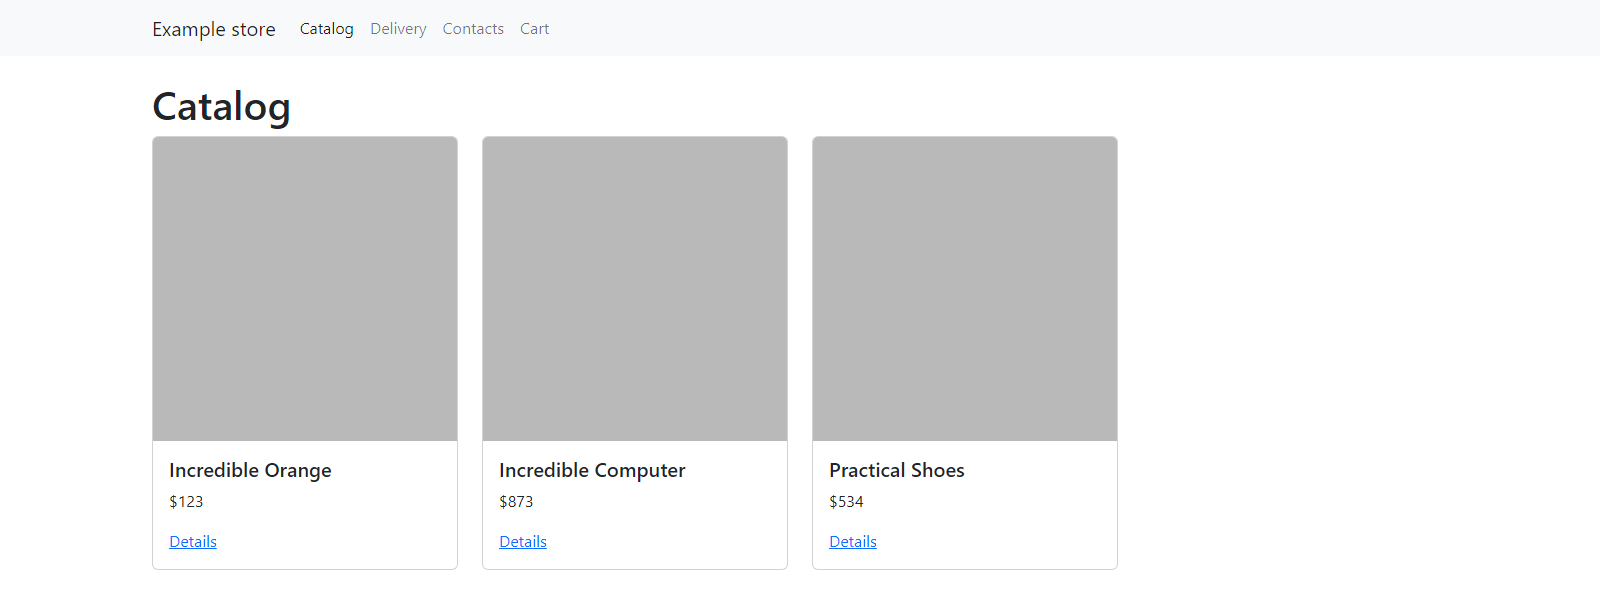 Example store Catalog Delivery Contacts Cart
Catalog
Incredible Orange
$123
Details
Incredible Computer
$873
Details
Practical Shoes
$534
Details